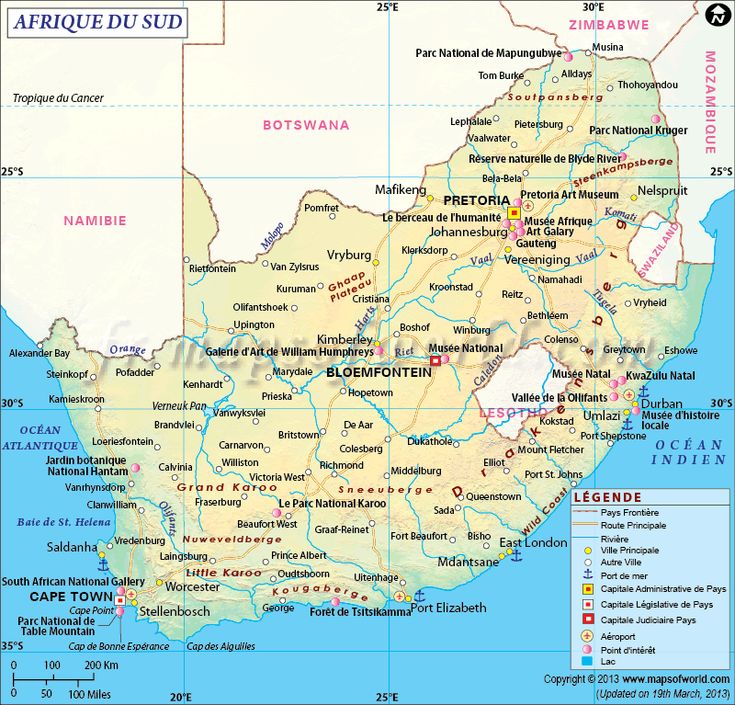 AFRIQUE DU SUD
20°E
25°E
30°E
N
ZIMBABWE
Parc National de Mapungubwe
Musina
Tom Burke
Alldays
Thohoyandou
MOZAMBIQUE
Tropique du Cancer
Soutpansberg
Lephalale
Pietersburg
BOTSWANA
Vaalwater
Parc National Kruger
Réserve naturelle de Blyde River
25°S
25°S
Bela-Bela
Steenkampsberge
Mafikeng
PRETORIA
Pretoria Art Museum
Nelspruit
Pomfret
Le berceau de l'humanité
Musée Afrique
Komati
NAMIBIE
Molopo
Johannesburg
Art Galary
Gauteng
SWAZILAND
Vryburg
Klerksdorp
Vaal
Vereeniging
Vaal
Rietfontein
Van Zylsrus
Kuruman
Ghaap
Plateau
Kroonstad
Namahadi
Reitz
Tugela
Vryheid
Olifantshoek
Cristiana
Bethléem
Upington
Harts
Boshof
Winburg
Colenso
Kimberley
Alexander Bay
Orange
Galerie d'Art de William Humphreys
Riet
Musée National
Greytown
Eshowe
Steinkopf
Pofadder
Marydale
BLOEMFONTEIN
Caledon
Musée Natal
KwaZulu Natal
Kenhardt
Prieska
Hopetown
Vallée de la Ollifants
Kamieskroon
Verneuk Pan
LESOTHO
Durban
30°S
30°S
Vanwyksvlei
Umlazi
Musée d'histoire
locale
OCÉAN
ATLANTIQUE
Brandvlei
De Aar
Kokstad
Loeriesfontein
Britstown
Dukathole
Port Shepstone
OCÉAN
INDIEN
Carnarvon
Colesberg
Mount Fletcher
Jardin botanique
National Hantam
Calvinia
Williston
Richmond
Middelburg
Elliot
Drakensberg
Port St. Johns
Vanrhynsdorp
Victoria West
Grand Karoo
Sneeuberge
Clanwilliam
Fraserburg
Le Parc National Karoo
Queenstown
Olifants
Beaufort West
Sada
Wild Coast
Baie de St. Helena
Graaf-Reinet
Nuweveldberge
Fort Beaufort
Bisho
East London
Saldanha
Vredenburg
Laingsburg
Prince Albert
Mdantsane
South African National Gallery
Little Karoo
Oudtshoorn
Uitenhage
Worcester
Kougaberge
CAPE TOWN
Cape Point
Stellenbosch
George
Forêt de Tsitsikamma
Port Elizabeth
Parc National de
Table Mountain
Cap de Bonne Espérance
Cap des Aiguilles
35°S
LÉGENDE
Pays Frontière
Route Principale
Rivière
Ville Principale
Autre Ville
Port de mer
Capitale Administrative de Pays
Capitale Législative de Pays
Capitale Judiciaire Pays
Aéroport
Point d'intérêt
Lac
0 100 200 Km
0 50 100 Miles
20°E
25°E
Copyright © 2013 www.mapsofworld.com
(Updated on 19th March, 2013)